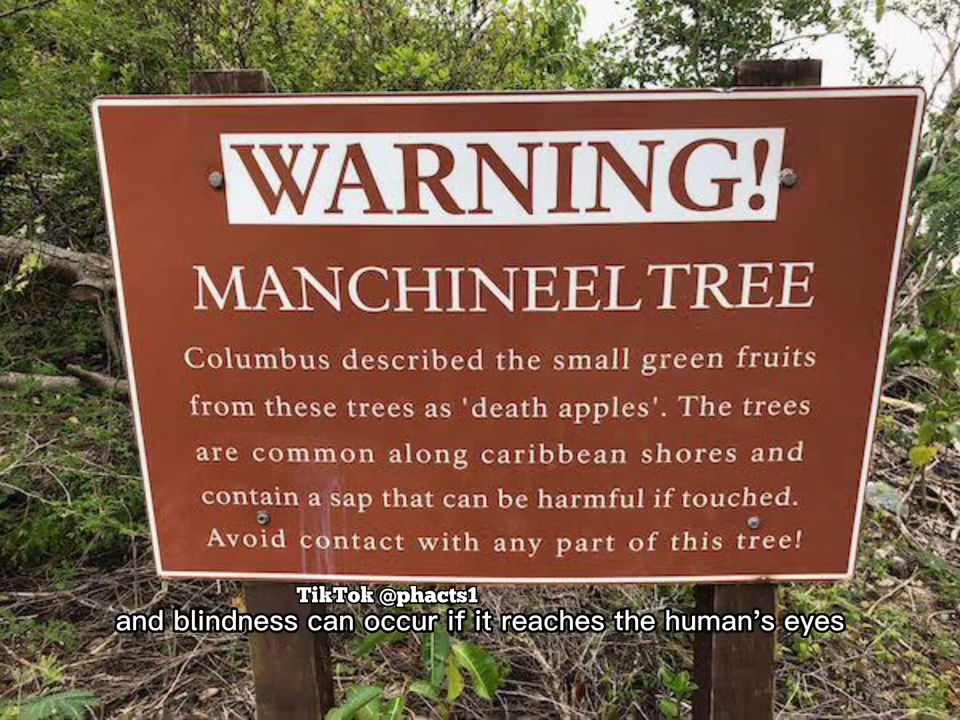 WARNING!
MANCHINEEL TREE
Columbus described the small green fruits
from these trees as 'death apples'. The trees
are common along caribbean shores and
contain a sap that can be harmful if touched.
Avoid contact with any part of this tree!
TikTok @phacts1
and blindness can occur if it reaches the human's eyes